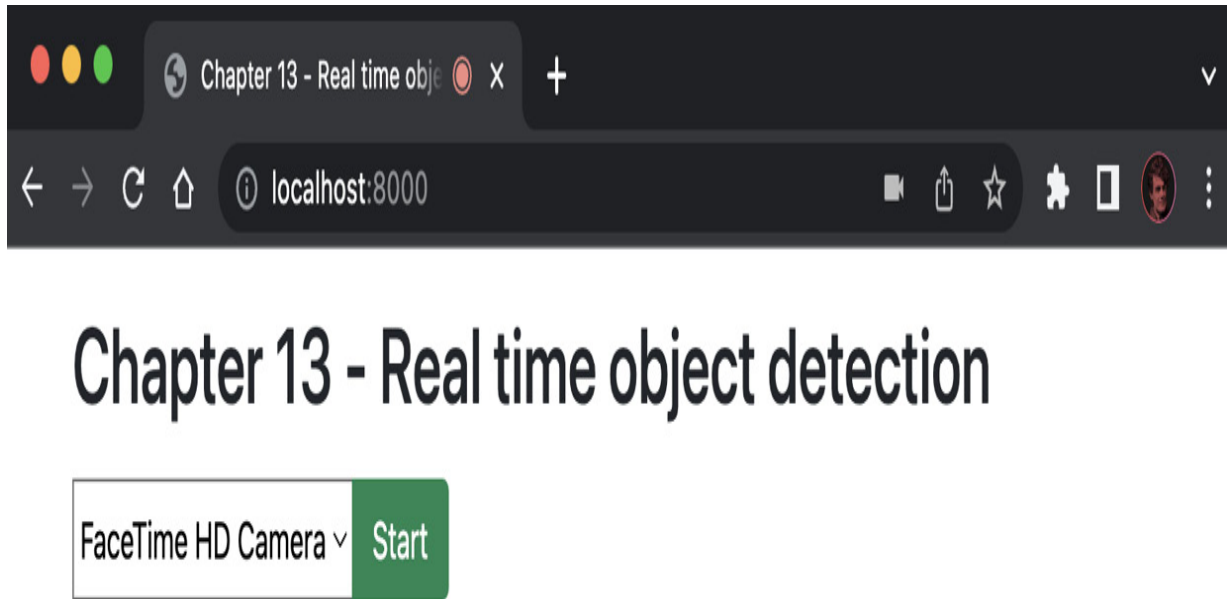 Chapter 13 - Real time obje
localhost:8000
Chapter 13 - Real time object detection
FaceTime HD Camera Start